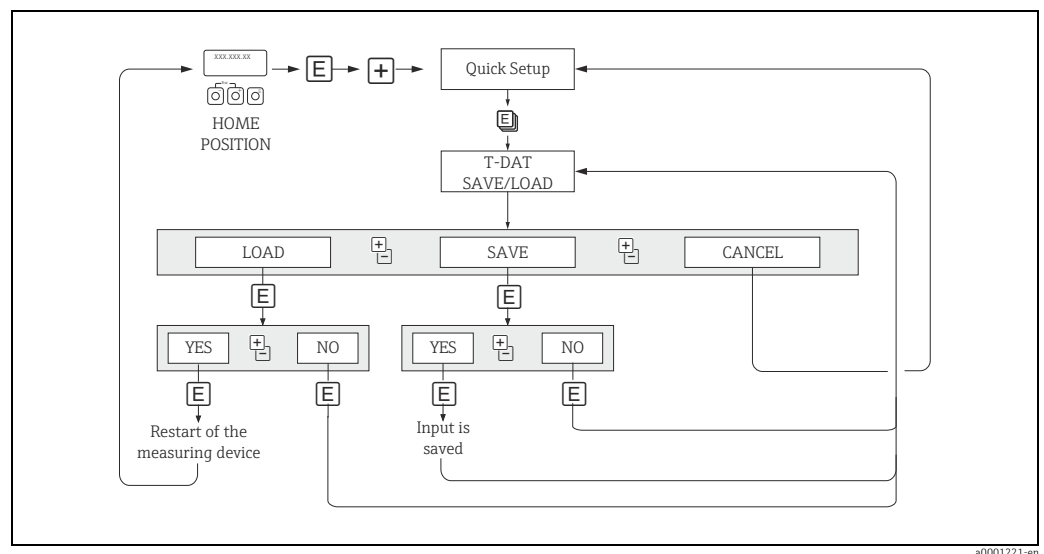 xxx.xxx.xx
E
+
Quick Setup
HOME
POSITION
E
T-DAT
SAVE/LOAD
LOAD
+
-
SAVE
+
-
CANCEL
E
E
YES
+
-
NO
YES
+
-
NO
E
E
E
E
Restart of the
measuring device
Input is
saved
a0001221-en